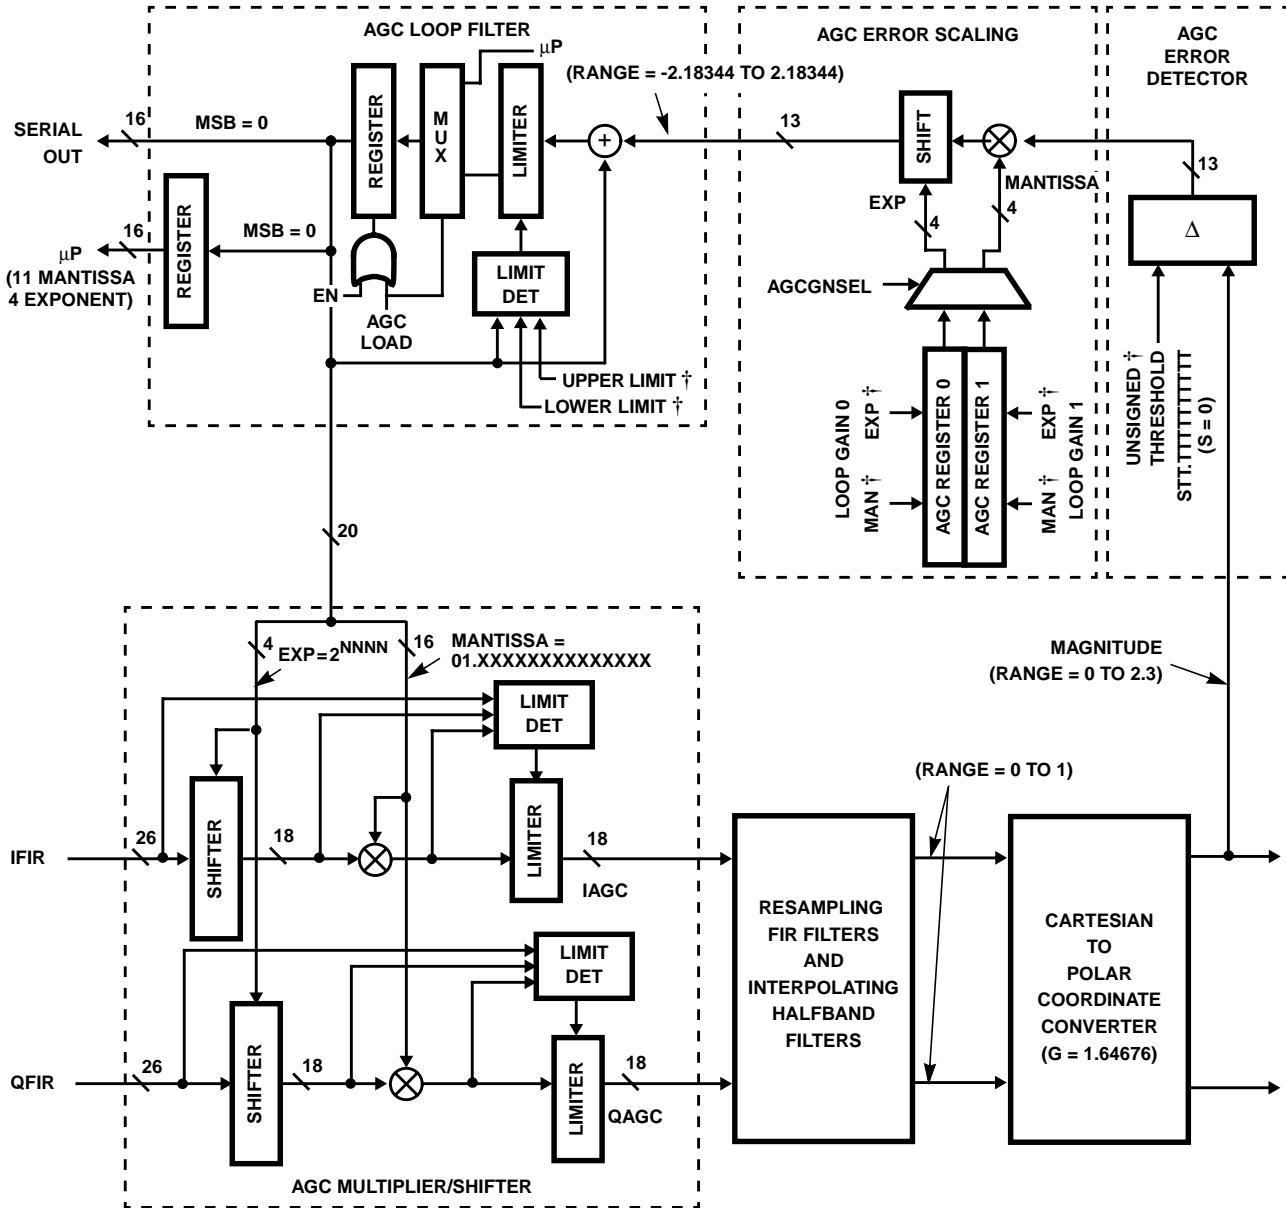 AGC LOOP FILTER
µP
(RANGE = -2.18344 TO 2.18344)
16
MSB = 0
SERIAL
OUT
REGISTER
MUX
LIMITER
+
13
16
MSB = 0
µP
(11 MANTISSA
4 EXPONENT)
REGISTER
EN
AGC
LOAD
LIMIT
DET
UPPER LIMIT †
LOWER LIMIT †
20
AGC ERROR SCALING
SHIFT
MANTISSA
EXP
4
4
AGCGNSEL
LOOP GAIN 0
EXP †
MAN †
AGC REGISTER 0
AGC REGISTER 1
EXP †
MAN †
LOOP GAIN 1
AGC
ERROR
DETECTOR
13
Δ
UNSIGNED †
THRESHOLD
STT.TTTTTTTTTT
(S = 0)
MAGNITUDE
(RANGE = 0 TO 2.3)
4
EXP=2NNNN
16
MANTISSA =
01.XXXXXXXXXXXXXX
LIMIT
DET
IFIR
26
SHIFTER
18
LIMITER
18
IAGC
LIMIT
DET
QFIR
26
SHIFTER
18
LIMITER
18
QAGC
AGC MULTIPLIER/SHIFTER
(RANGE = 0 TO 1)
RESAMPLING
FIR FILTERS
AND
INTERPOLATING
HALFBAND
FILTERS
CARTESIAN
TO
POLAR
COORDINATE
CONVERTER
(G = 1.64676)